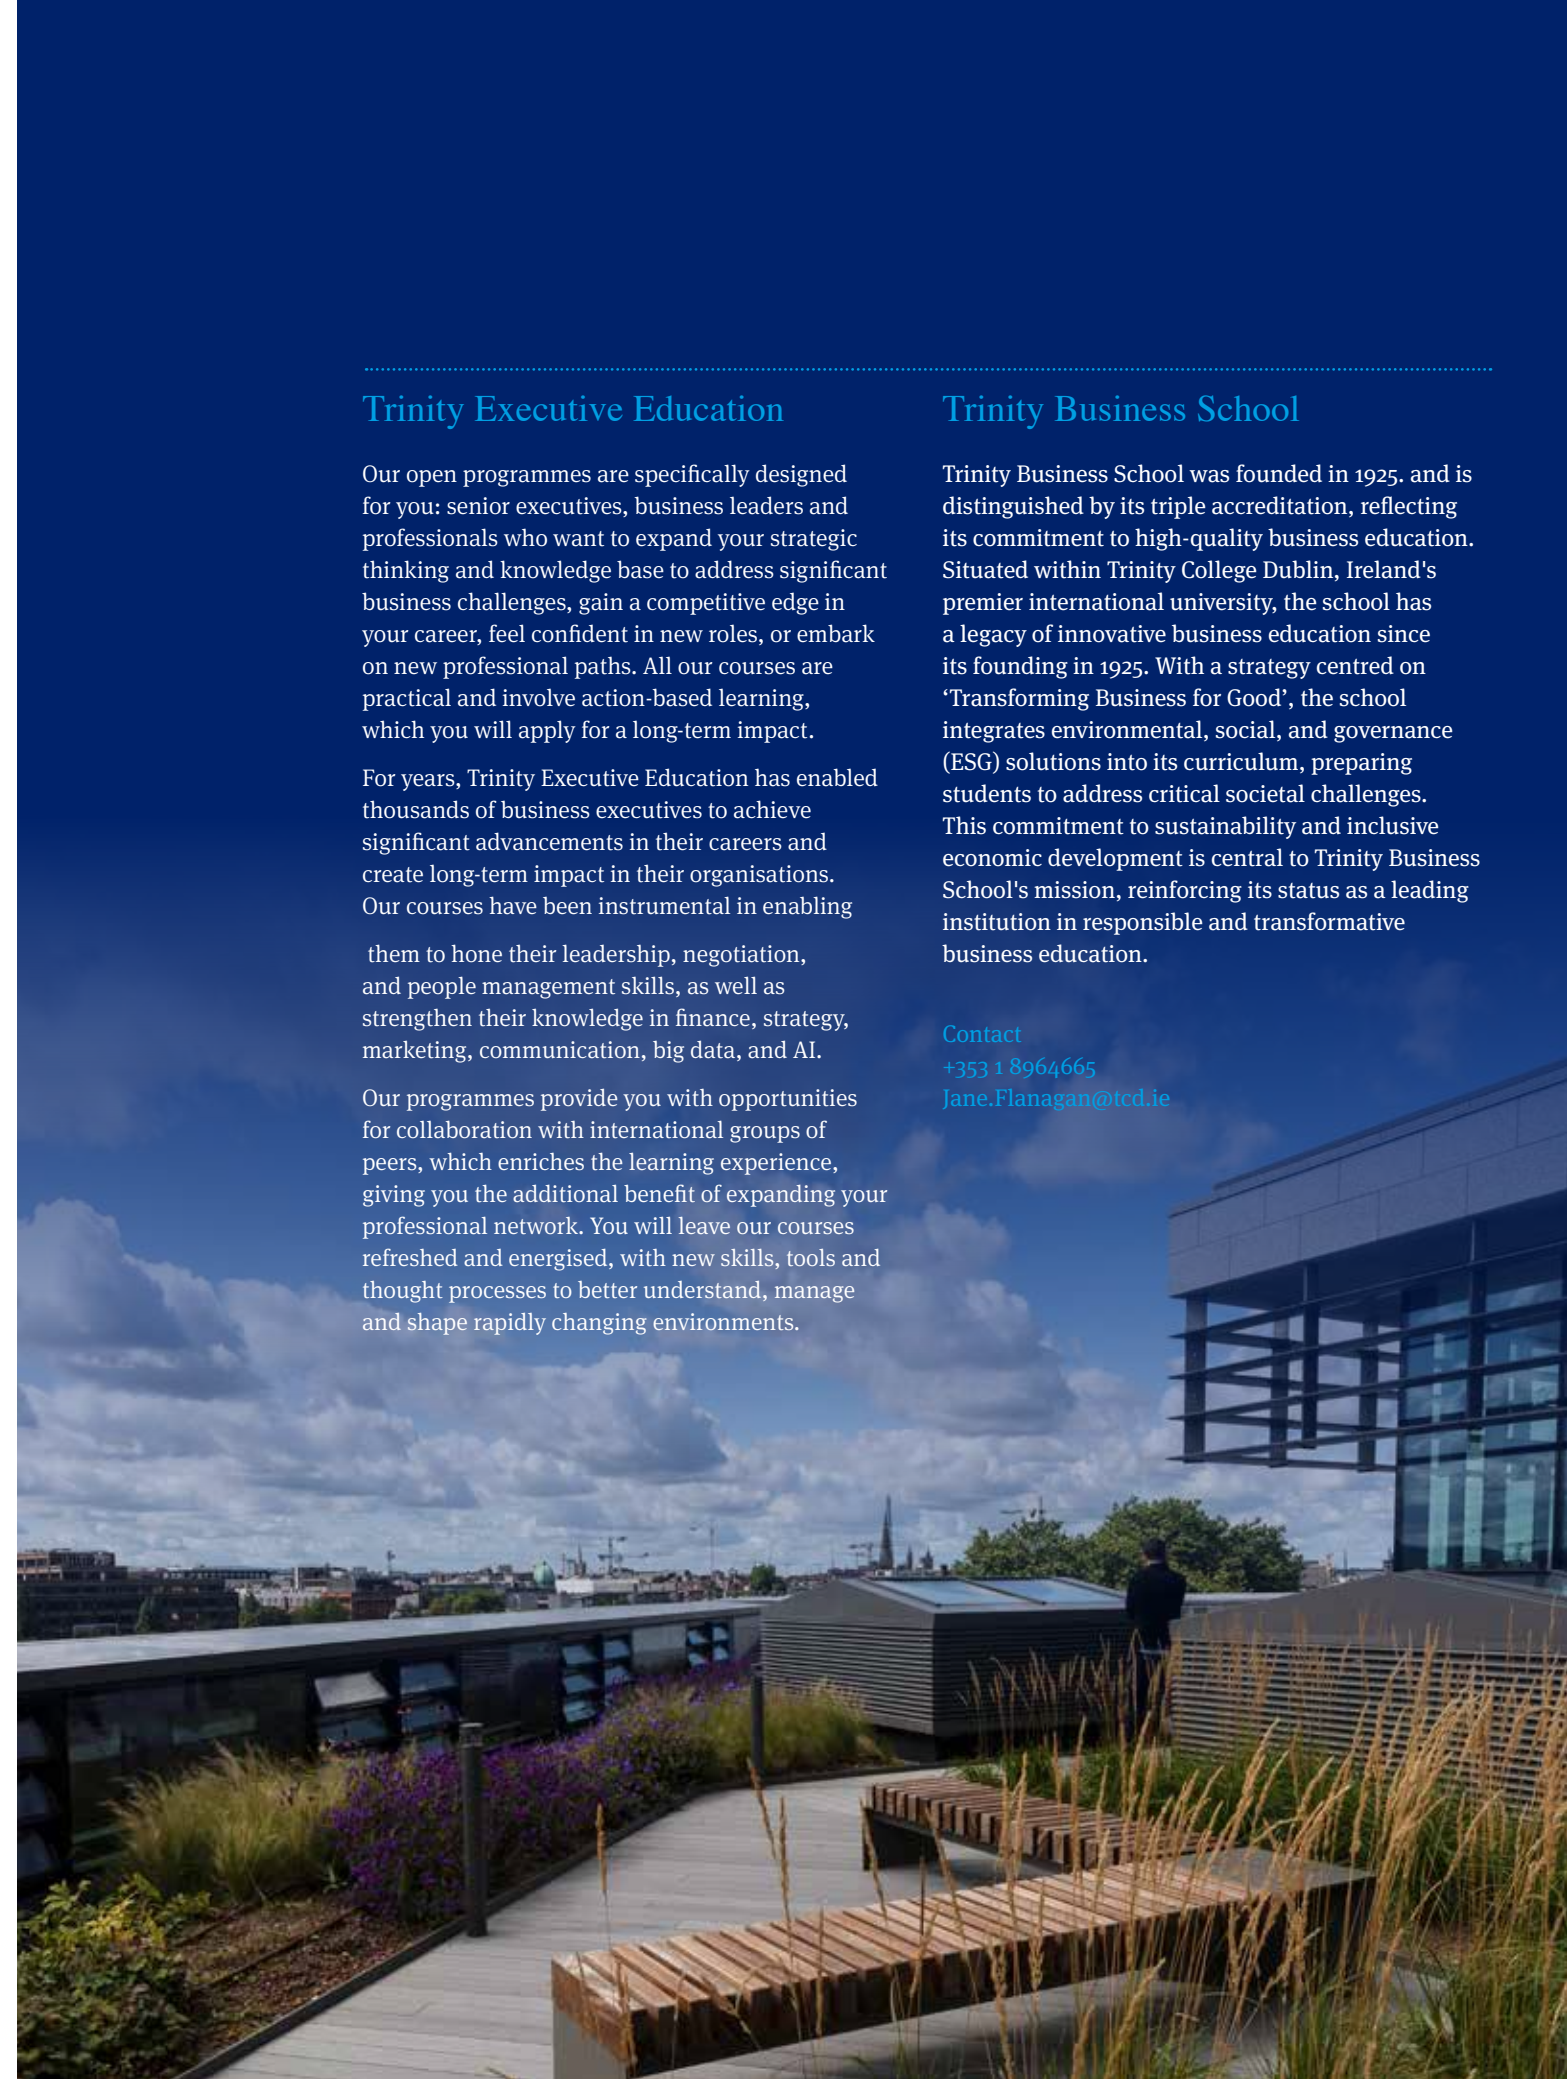 Trinity Executive Education
Our open programmes are specifically designed
for you: senior executives, business leaders and
professionals who want to expand your strategic
thinking and knowledge base to address significant
business challenges, gain a competitive edge in
your career, feel confident in new roles, or embark
on new professional paths. All our courses are
practical and involve action-based learning,
which you will apply for a long-term impact.
For years, Trinity Executive Education has enabled
thousands of business executives to achieve
significant advancements in their careers and
create long-term impact in their organisations.
Our courses have been instrumental in enabling
them to hone their leadership, negotiation,
and people management skills, as well as
strengthen their knowledge in finance, strategy,
marketing, communication, big data, and AI.
Our programmes provide you with opportunities
for collaboration with international groups of
peers, which enriches the learning experience,
giving you the additional benefit of expanding your
professional network. You will leave our courses
refreshed and energised, with new skills, tools and
thought processes to better understand, manage
and shape rapidly changing environments.
Trinity Business School
Trinity Business School was founded in 1925. and is
distinguished by its triple accreditation, reflecting
its commitment to high-quality business education.
Situated within Trinity College Dublin, Ireland's
premier international university, the school has
a legacy of innovative business education since
its founding in 1925. With a strategy centred on
‘Transforming Business for Good’, the school
integrates environmental, social, and governance
(ESG) solutions into its curriculum, preparing
students to address critical societal challenges.
This commitment to sustainability and inclusive
economic development is central to Trinity Business
School's mission, reinforcing its status as a leading
institution in responsible and transformative
business education.
Contact
+353 1 8964665
Jane.Flanagan@tcd.ie